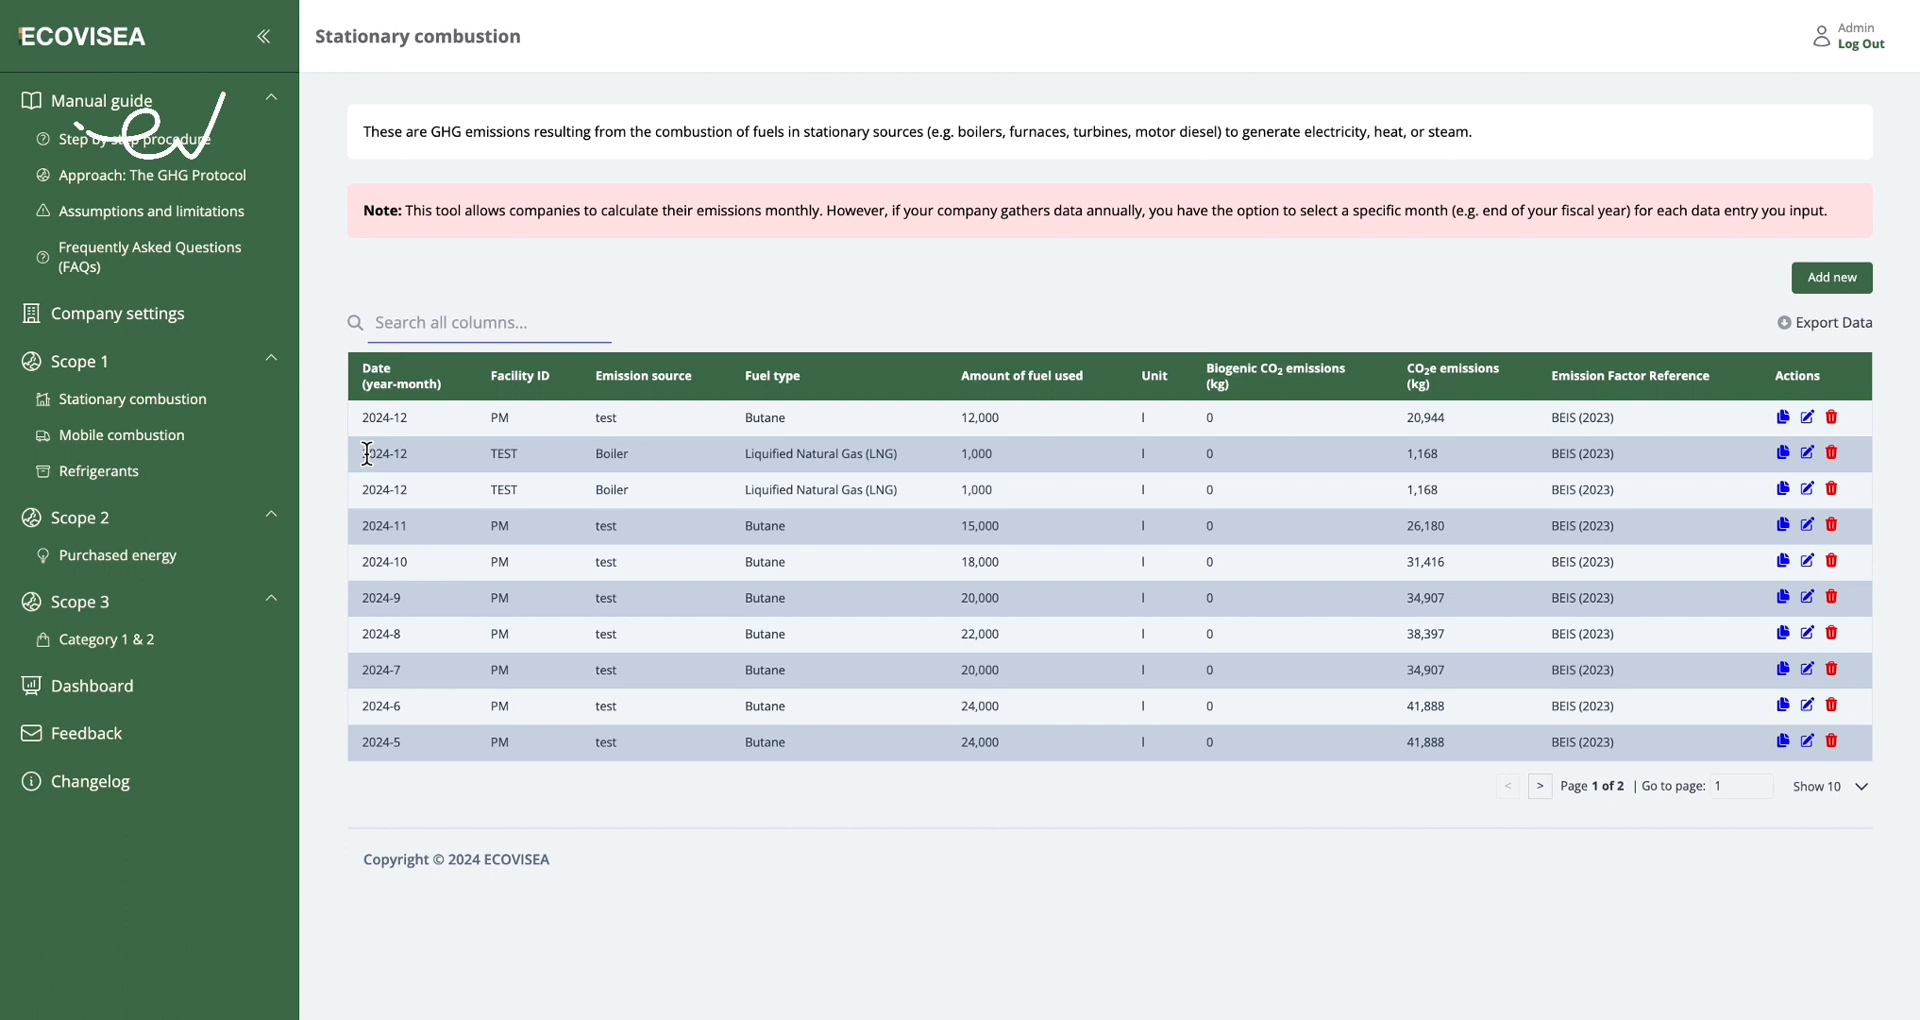 ECOVISEA
Stationary combustion
Admin
Log Out
Manual guide
Step by step procedure
Approach: The GHG Protocol
Assumptions and limitations
Frequently Asked Questions
(FAQs)
Company settings
Scope 1
Stationary combustion
Mobile combustion
Refrigerants
Scope 2
Purchased energy
Scope 3
Category 1 & 2
Dashboard
Feedback
Changelog
These are GHG emissions resulting from the combustion of fuels in stationary sources (e.g. boilers, furnaces, turbines, motor diesel) to generate electricity, heat, or steam.
Note: This tool allows companies to calculate their emissions monthly. However, if your company gathers data annually, you have the option to select a specific month (e.g. end of your fiscal year) for each data entry you input.
Add new
Search all columns...
Export Data
Date (year-month) Facility ID Emission source Fuel type Amount of fuel used Unit Biogenic CO₂ emissions (kg) CO₂e emissions (kg) Emission Factor Reference Actions
2024-12 PM test Butane 12,000 l 0 20,944 BEIS (2023)
2024-12 TEST Boiler Liquified Natural Gas (LNG) 1,000 l 0 1,168 BEIS (2023)
2024-12 TEST Boiler Liquified Natural Gas (LNG) 1,000 l 0 1,168 BEIS (2023)
2024-11 PM test Butane 15,000 l 0 26,180 BEIS (2023)
2024-10 PM test Butane 18,000 l 0 31,416 BEIS (2023)
2024-9 PM test Butane 20,000 l 0 34,907 BEIS (2023)
2024-8 PM test Butane 22,000 l 0 38,397 BEIS (2023)
2024-7 PM test Butane 20,000 l 0 34,907 BEIS (2023)
2024-6 PM test Butane 24,000 l 0 41,888 BEIS (2023)
2024-5 PM test Butane 24,000 l 0 41,888 BEIS (2023)
< > Page 1 of 2 | Go to page: 1 Show 10
Copyright © 2024 ECOVISEA